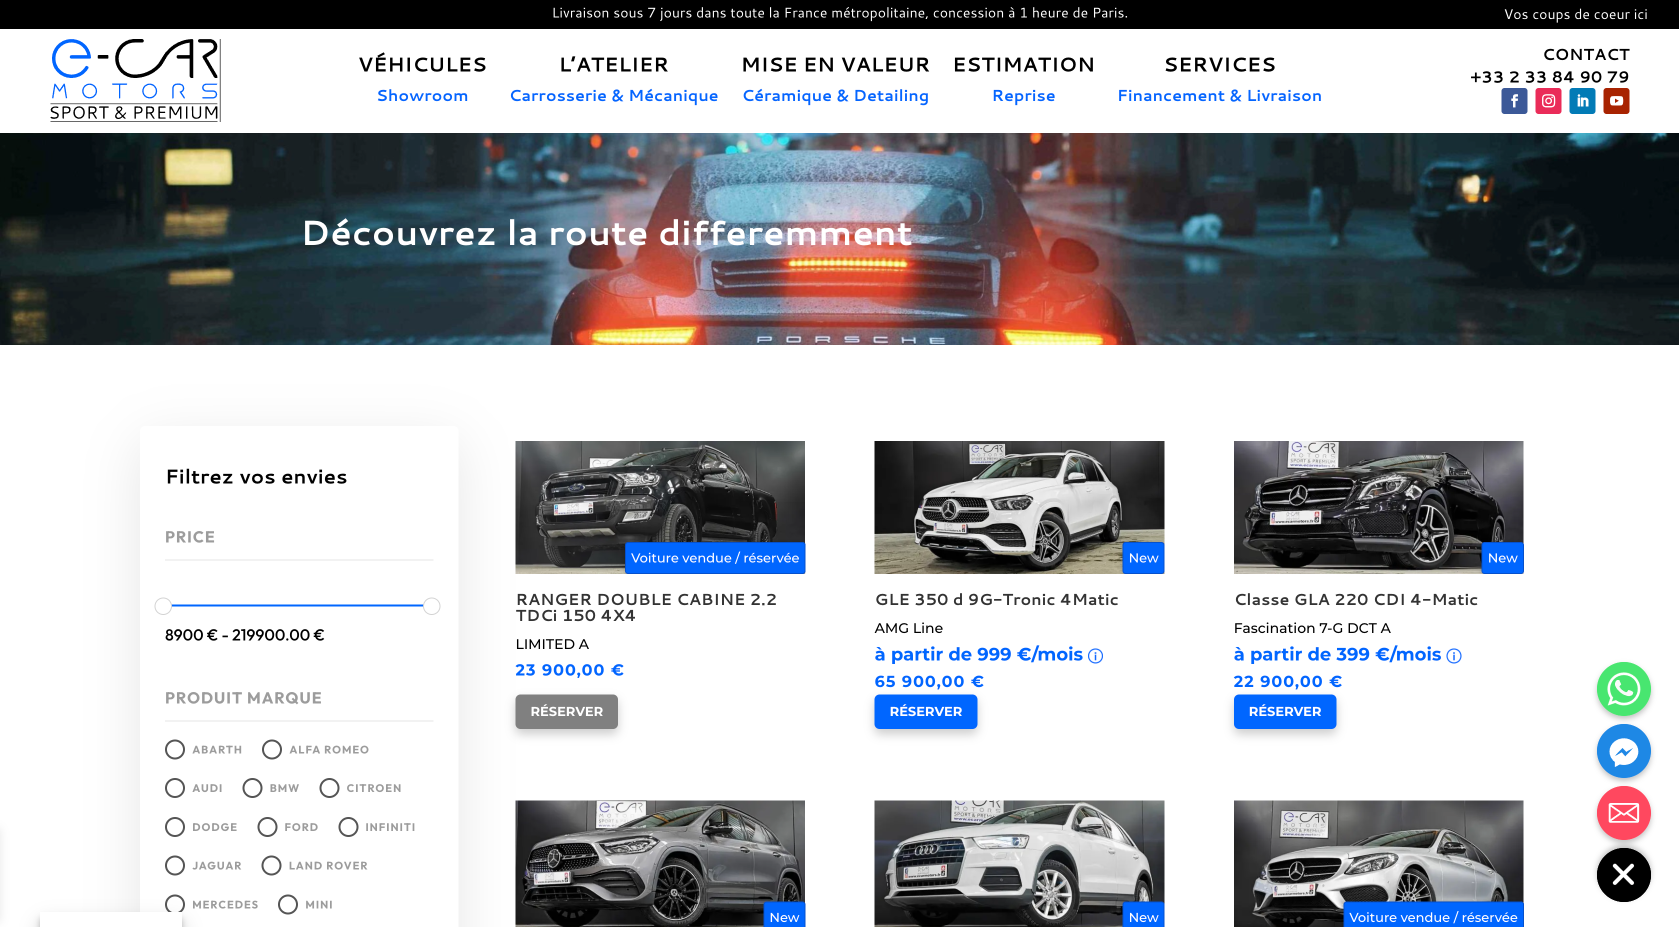 Livraison sous 7 jours dans toute la France métropolitaine, concession à 1 heure de Paris.
Vos coups de coeur ici
e-CAR
MOTORS
SPORT & PREMIUM
VÉHICULES
Showroom
L'ATELIER
Carrosserie & Mécanique
MISE EN VALEUR
Céramique & Detailing
ESTIMATION
Reprise
SERVICES
Financement & Livraison
CONTACT
+33 2 33 84 90 79
Découvrez la route differemment
PORSCHE
Filtrez vos envies
PRICE
8900 € - 219900.00 €
PRODUIT MARQUE
ABARTH ALFA ROMEO
AUDI BMW CITROEN
DODGE FORD INFINITI
JAGUAR LAND ROVER
MERCEDES MINI
Voiture vendue / réservée
RANGER DOUBLE CABINE 2.2
TDCi 150 4X4
LIMITED A
23 900,00 €
RÉSERVER
New
GLE 350 d 9G-Tronic 4Matic
AMG Line
à partir de 999 €/mois
65 900,00 €
RÉSERVER
New
Classe GLA 220 CDI 4-Matic
Fascination 7-G DCT A
à partir de 399 €/mois
22 900,00 €
RÉSERVER
New
New
Voiture vendue / réservée